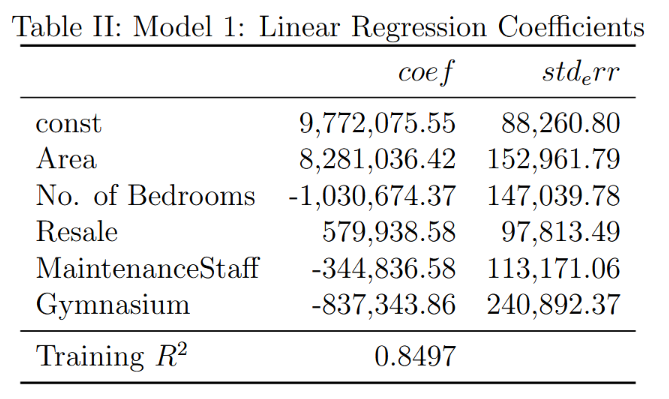 Table II: Model 1: Linear Regression Coefficients
coef std_err
const 9,772,075.55 88,260.80
Area 8,281,036.42 152,961.79
No. of Bedrooms -1,030,674.37 147,039.78
Resale 579,938.58 97,813.49
MaintenanceStaff -344,836.58 113,171.06
Gymnasium -837,343.86 240,892.37
Training R² 0.8497